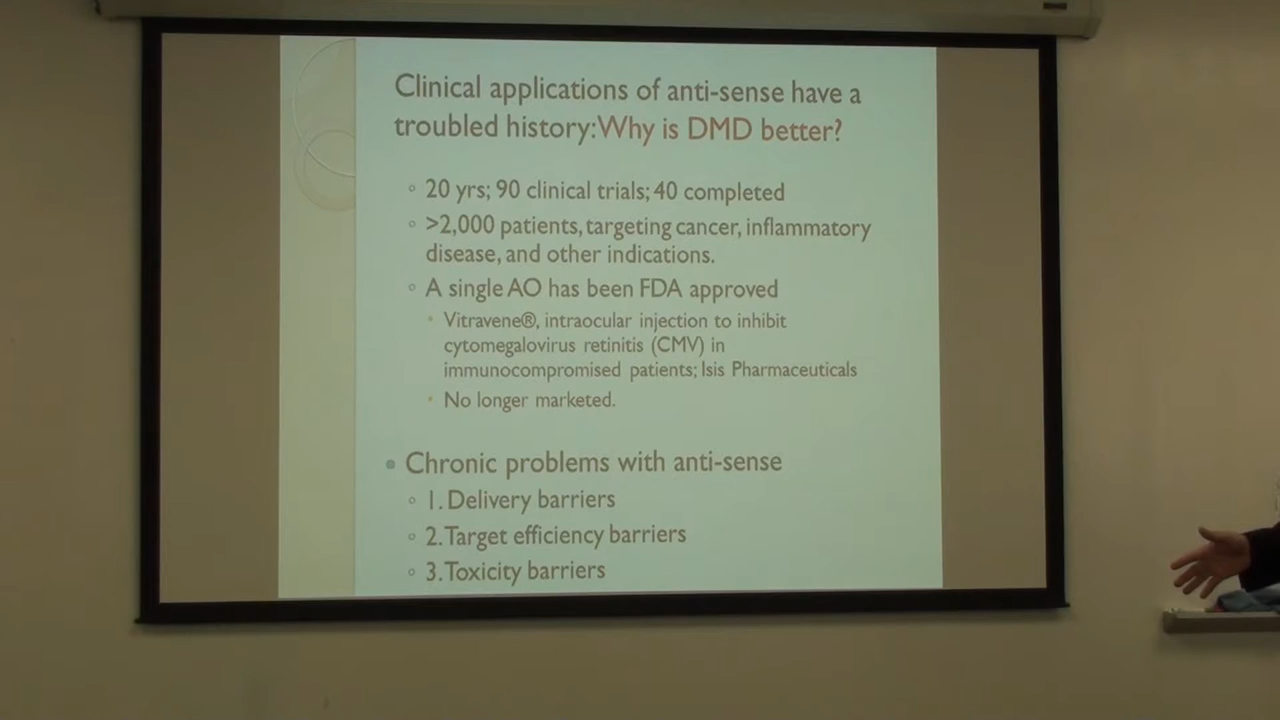 Clinical applications of anti-sense have a
troubled history: Why is DMD better?
20 yrs; 90 clinical trials; 40 completed
>2,000 patients, targeting cancer, inflammatory
disease, and other indications.
A single AO has been FDA approved
Vitravene®, intraocular injection to inhibit
cytomegalovirus retinitis (CMV) in
immunocompromised patients; Isis Pharmaceuticals
No longer marketed.
Chronic problems with anti-sense
1. Delivery barriers
2. Target efficiency barriers
3. Toxicity barriers